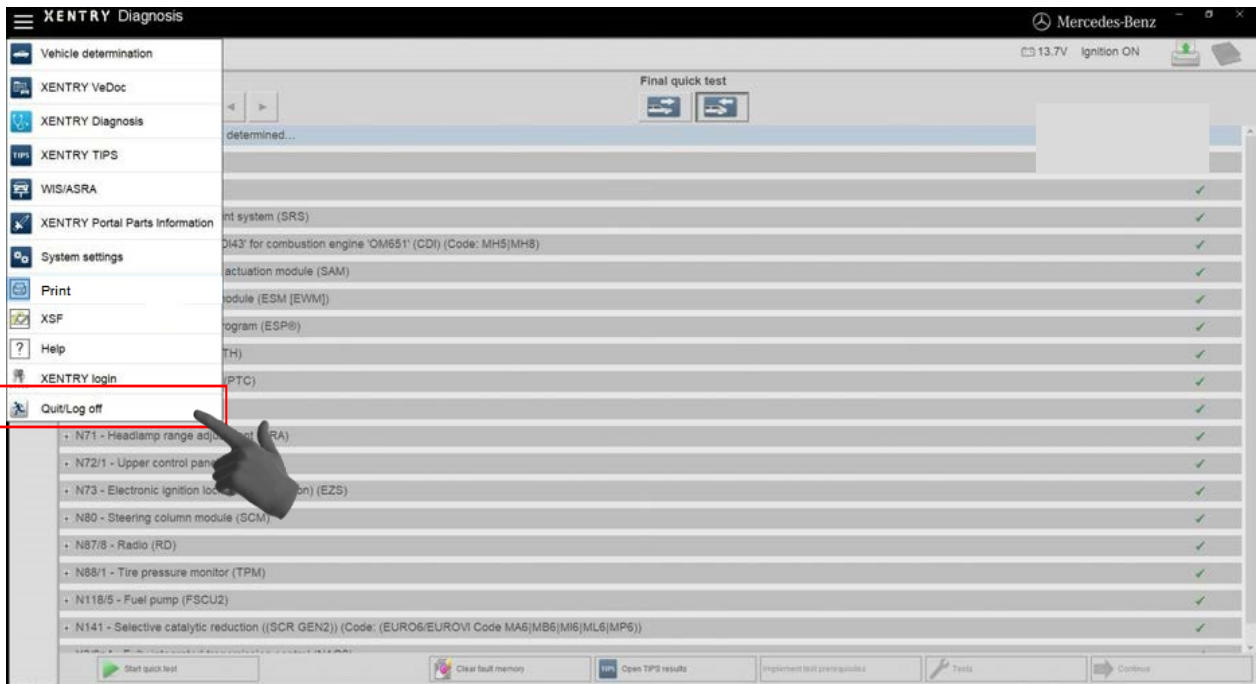 XENTRY Diagnosis
Mercedes-Benz
13.7V Ignition ON
Vehicle determination
XENTRY VeDoc
XENTRY Diagnosis
XENTRY TIPS
WIS/ASRA
XENTRY Portal Parts Information
System settings
Print
XSF
Help
XENTRY login
Quit/Log off
Final quick test
determined...
nt system (SRS)
DI43' for combustion engine 'OM651' (CDI) (Code: MH5|MH8)
actuation module (SAM)
odule (ESM [EWM])
rogram (ESP®)
TH)
/PTC)
+ N71 - Headlamp range RA)
+ N72/1 - Upper control
+ N73 - Electronic ignition on) (EZS)
+ N80 - Steering column module (SCM)
+ N87/8 - Radio (RD)
+ N88/1 - Tire pressure monitor (TPM)
+ N118/5 - Fuel pump (FSCU2)
+ N141 - Selective catalytic reduction ((SCR GEN2)) (Code: (EURO6/EUROVI Code MA6|MB6|MI6|ML6|MP6))
Start quick test
Clear fault memory
TIPS Open TIPS results
Implement test prerequisites
Tests
Continue